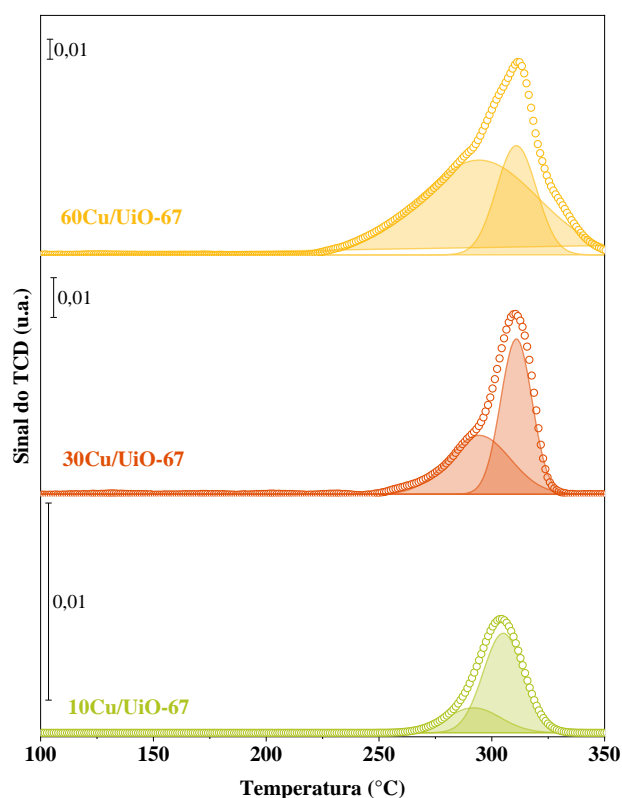 0,01
60Cu/UiO-67
0,01
30Cu/UiO-67
0,01
10Cu/UiO-67
Sinal do TCD (u.a.)
100 150 200 250 300 350
Temperatura (°C)